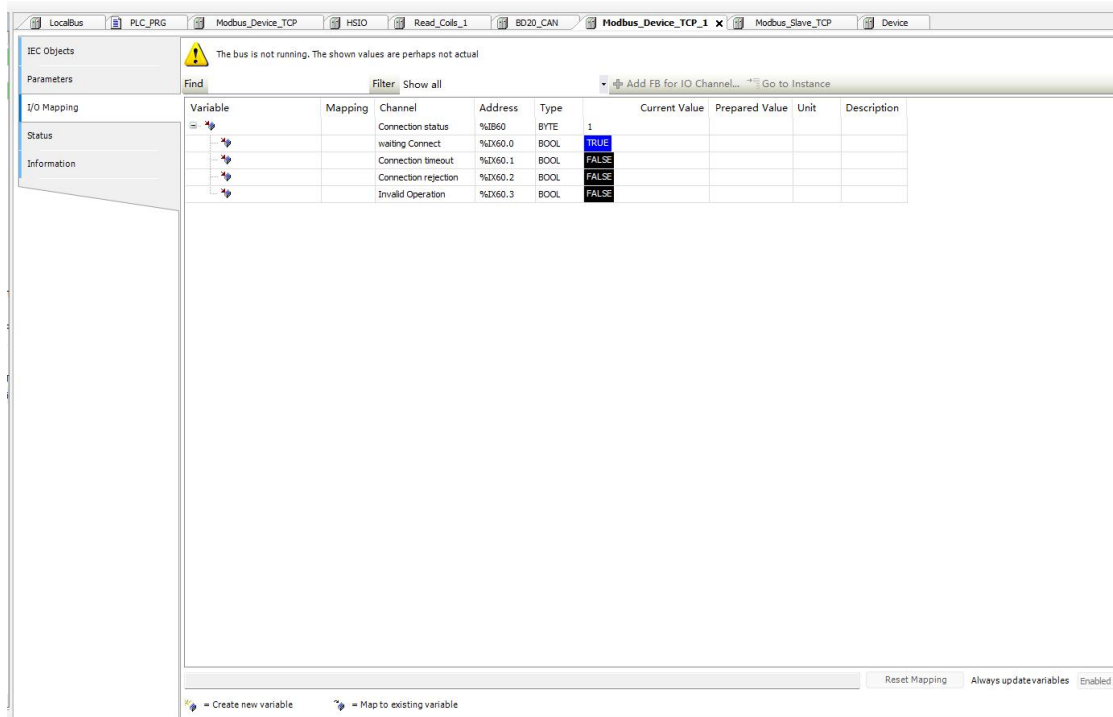 LocalBus PLC_PRG Modbus_Device_TCP HSIO Read_Coils_1 BD20_CAN Modbus_Device_TCP_1 X Modbus_Slave_TCP Device
IEC Objects
Parameters
I/O Mapping
Status
Information
The bus is not running. The shown values are perhaps not actual
Find Filter Show all Add FB for IO Channel... Go to Instance
Variable Mapping Channel Address Type Current Value Prepared Value Unit Description
Connection status %IB60 BYTE 1
waiting Connect %IX60.0 BOOL TRUE
Connection timeout %IX60.1 BOOL FALSE
Connection rejection %IX60.2 BOOL FALSE
Invalid Operation %IX60.3 BOOL FALSE
Reset Mapping Always update variables Enabled
= Create new variable = Map to existing variable